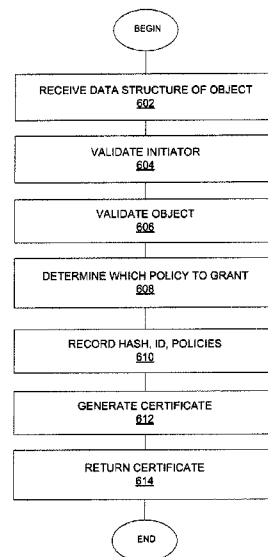 BEGIN
RECEIVE DATA STRUCTURE OF OBJECT
602
VALIDATE INITIATOR
604
VALIDATE OBJECT
606
DETERMINE WHICH POLICY TO GRANT
608
RECORD HASH, ID, POLICIES
610
GENERATE CERTIFICATE
612
RETURN CERTIFICATE
614
END